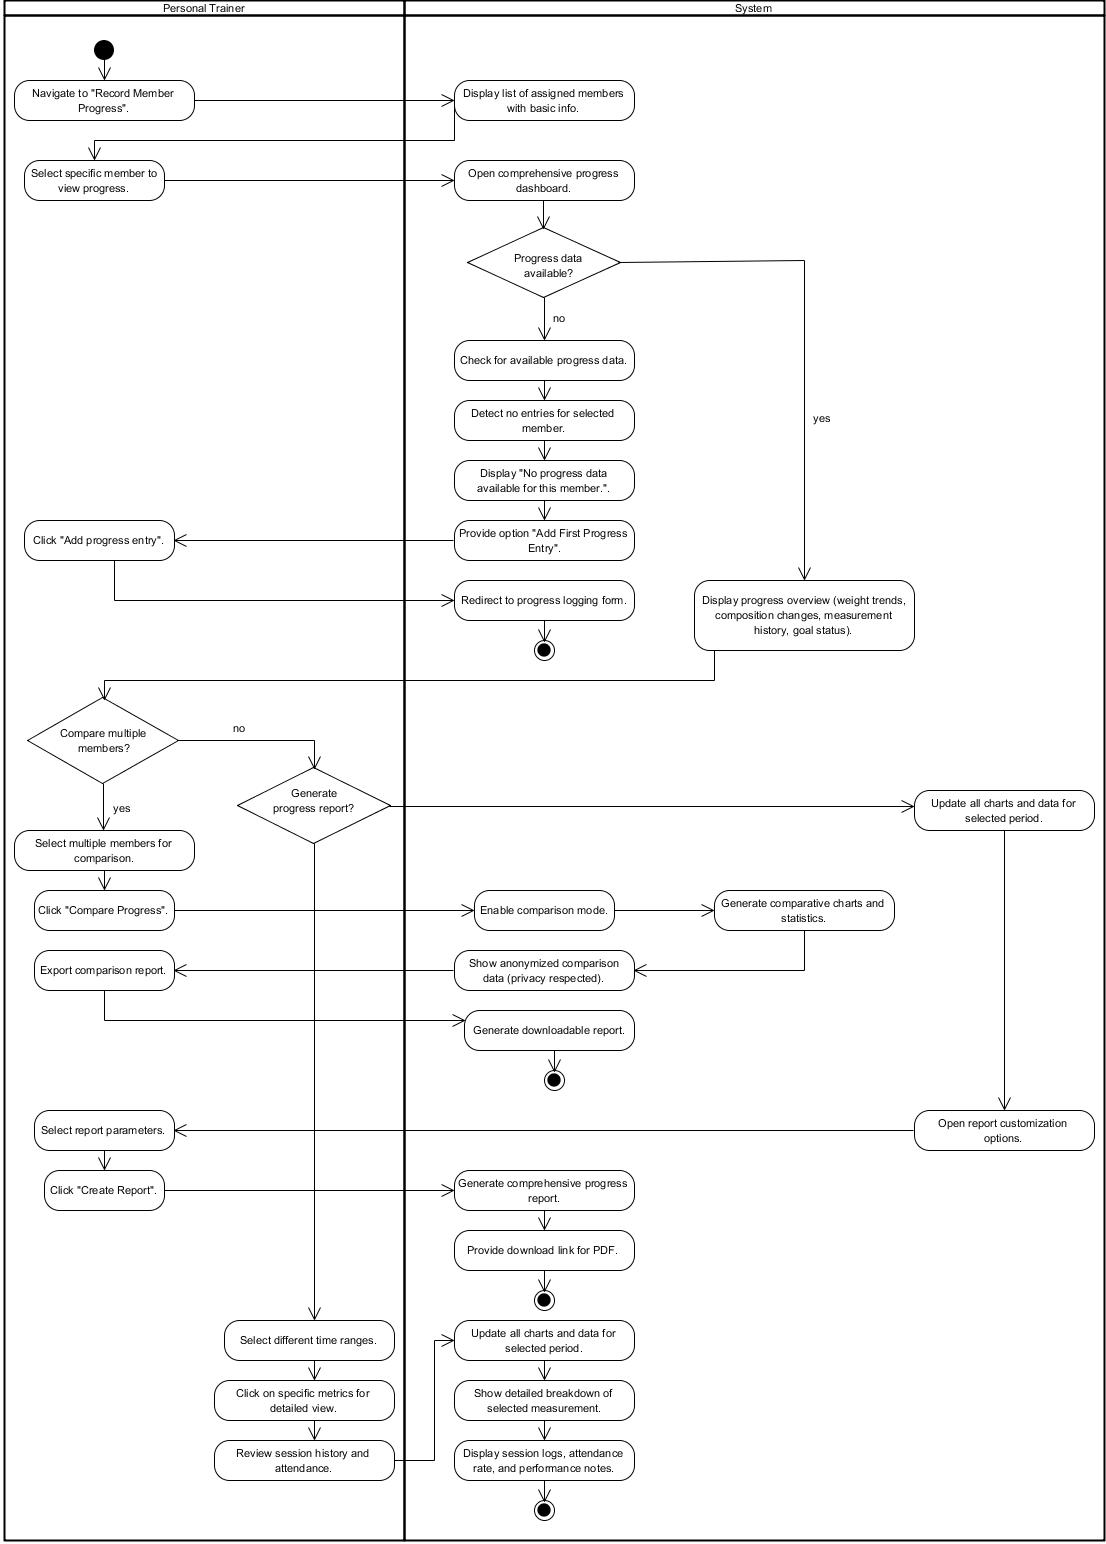 Personal Trainer
System
Navigate to "Record Member
Progress".
Display list of assigned members
with basic info.
Select specific member to
view progress.
Open comprehensive progress
dashboard.
Progress data
available?
no
Check for available progress data.
yes
Detect no entries for selected
member.
Display "No progress data
available for this member.".
Click "Add progress entry".
Provide option "Add First Progress
Entry".
Redirect to progress logging form.
Display progress overview (weight trends,
composition changes, measurement
history, goal status).
Compare multiple
members?
no
Generate
progress report?
yes
Update all charts and data for
selected period.
Select multiple members for
comparison.
Click "Compare Progress".
Enable comparison mode.
Generate comparative charts and
statistics.
Export comparison report.
Show anonymized comparison
data (privacy respected).
Generate downloadable report.
Select report parameters.
Open report customization
options.
Click "Create Report".
Generate comprehensive progress
report.
Provide download link for PDF.
Select different time ranges.
Update all charts and data for
selected period.
Click on specific metrics for
detailed view.
Show detailed breakdown of
selected measurement.
Review session history and
attendance.
Display session logs, attendance
rate, and performance notes.